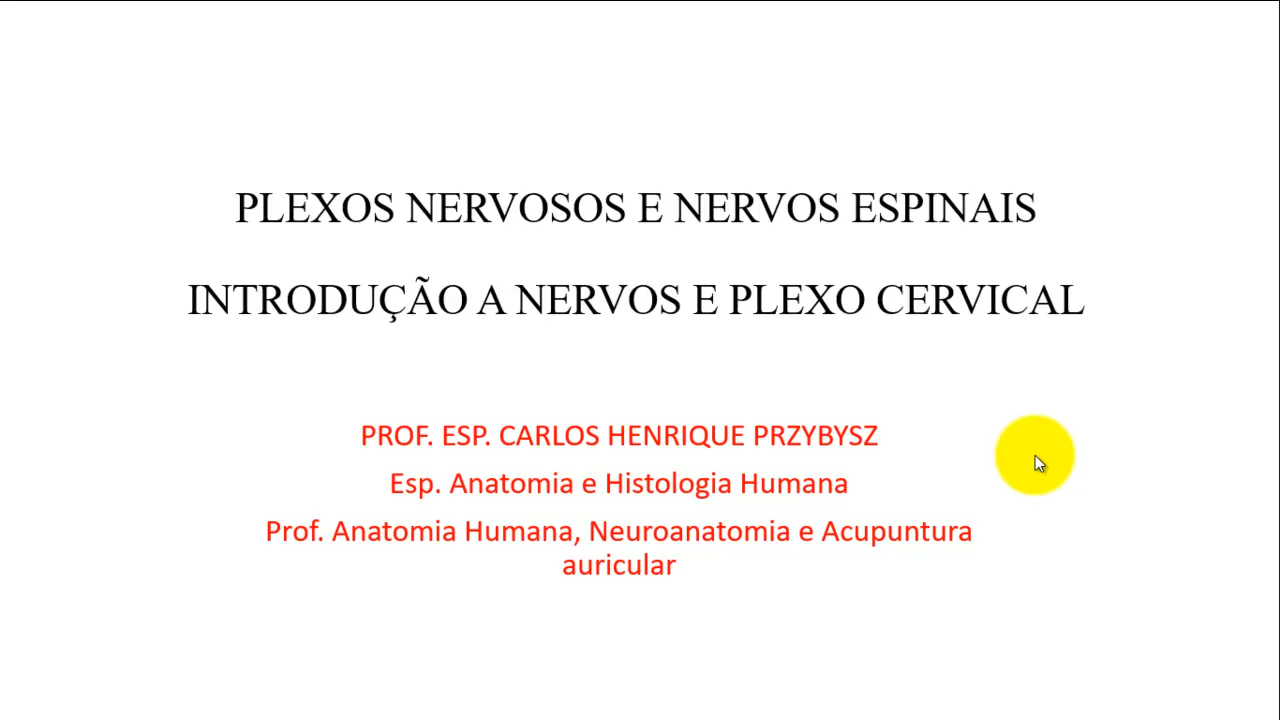 PLEXOS NERVOSOS E NERVOS ESPINAIS
INTRODUÇÃO A NERVOS E PLEXO CERVICAL
PROF. ESP. CARLOS HENRIQUE PRZYBYSZ
Esp. Anatomia e Histologia Humana
Prof. Anatomia Humana, Neuroanatomia e Acupuntura
auricular